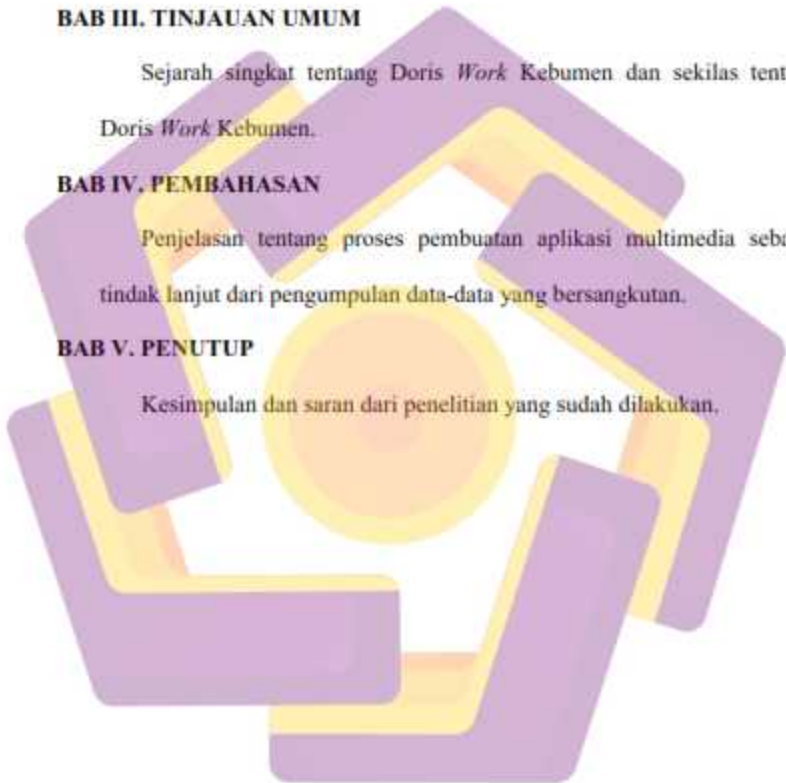 BAB III. TINJAUAN UMUM
Sejarah singkat tentang Doris Work Kebumen dan sekilas tent
Doris Work Kebumen.
BAB IV. PEMBAHASAN
Penjelasan tentang proses pembuatan aplikasi multimedia seba
tindak lanjut dari pengumpulan data-data yang bersangkutan.
BAB V. PENUTUP
Kesimpulan dan saran dari penelitian yang sudah dilakukan.